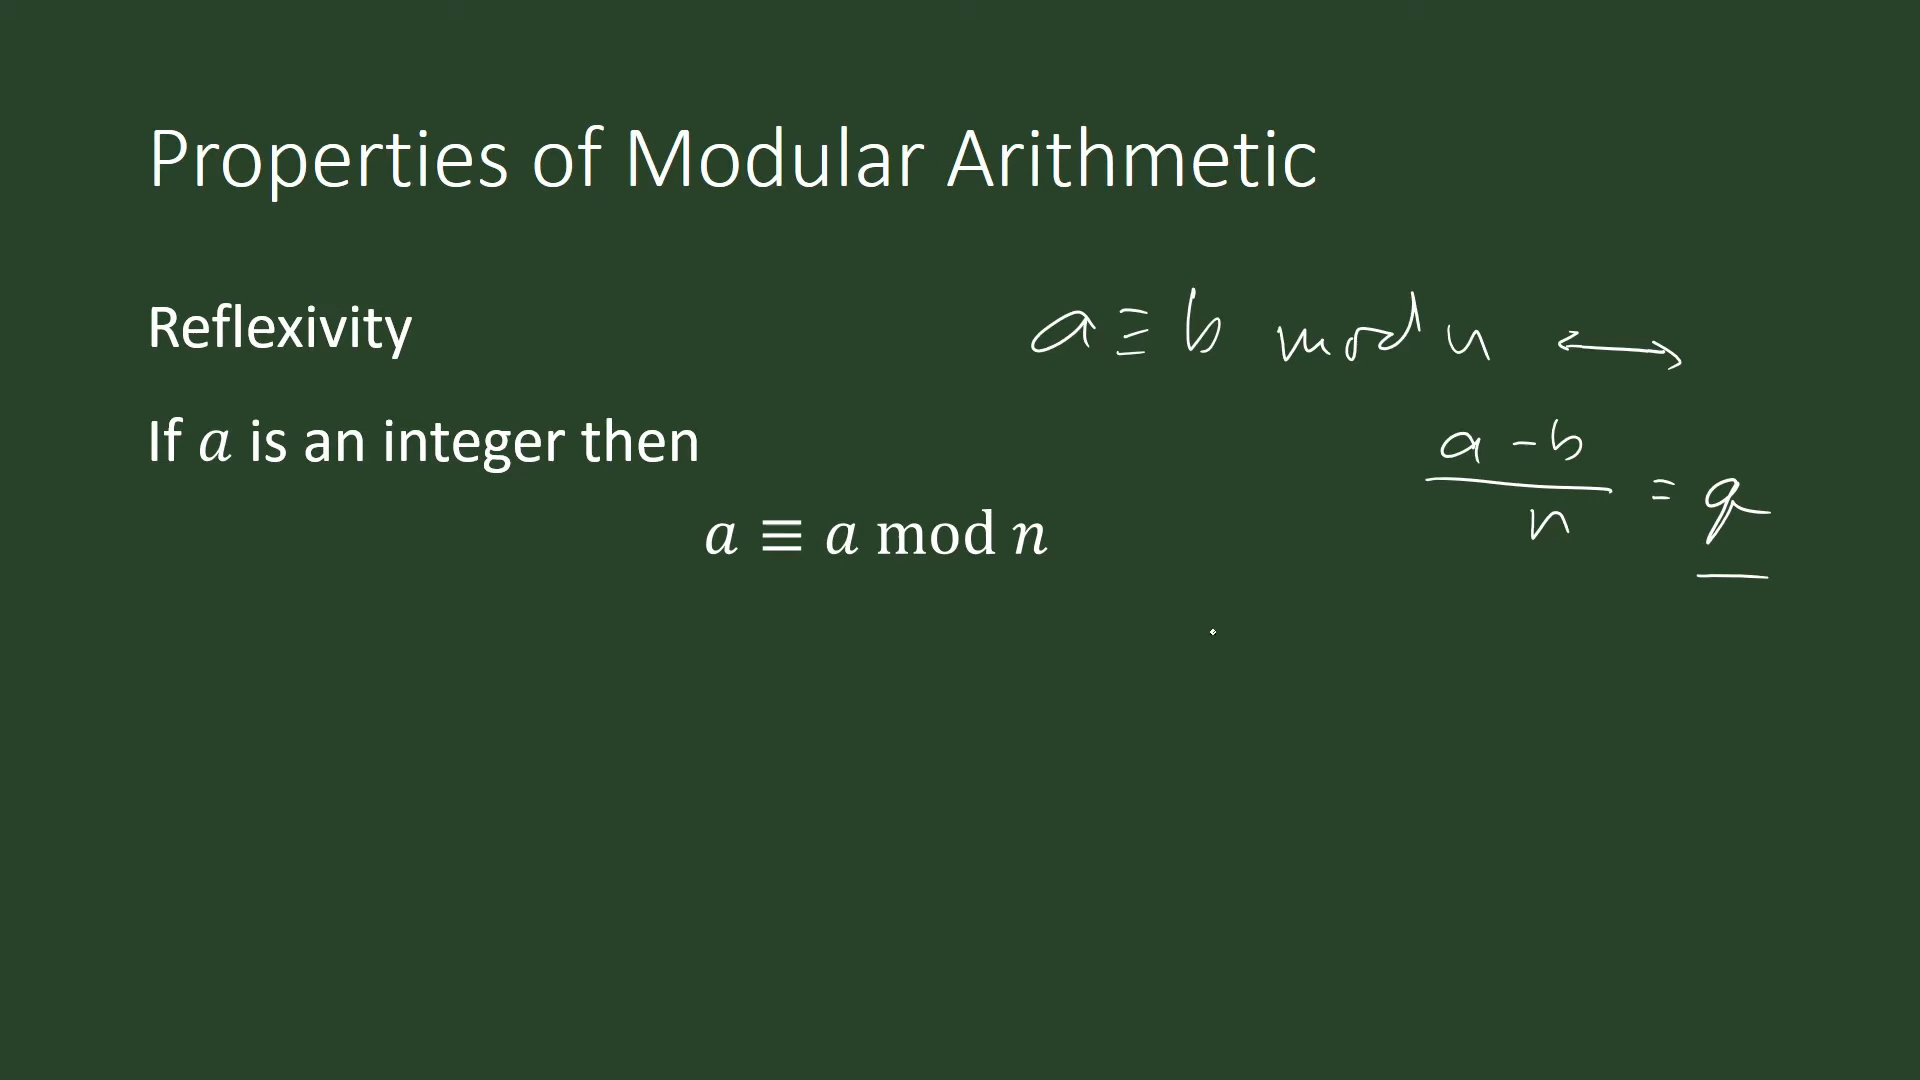 Properties of Modular Arithmetic
Reflexivity
If a is an integer then
a ≡ a mod n
a ≡ b mod n ⟷
a - b
n
= q